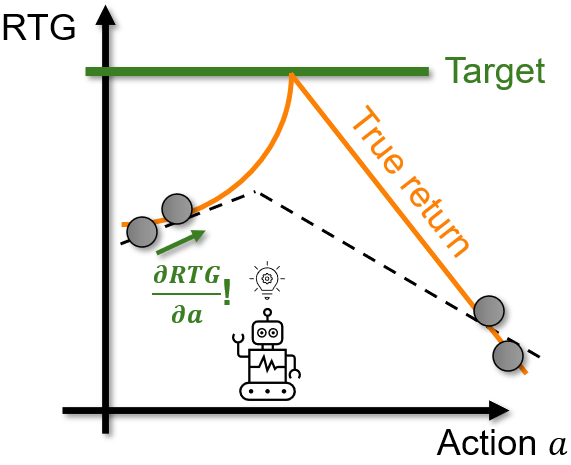 RTG
Target
True return
∂RTG
∂a
!
Action a